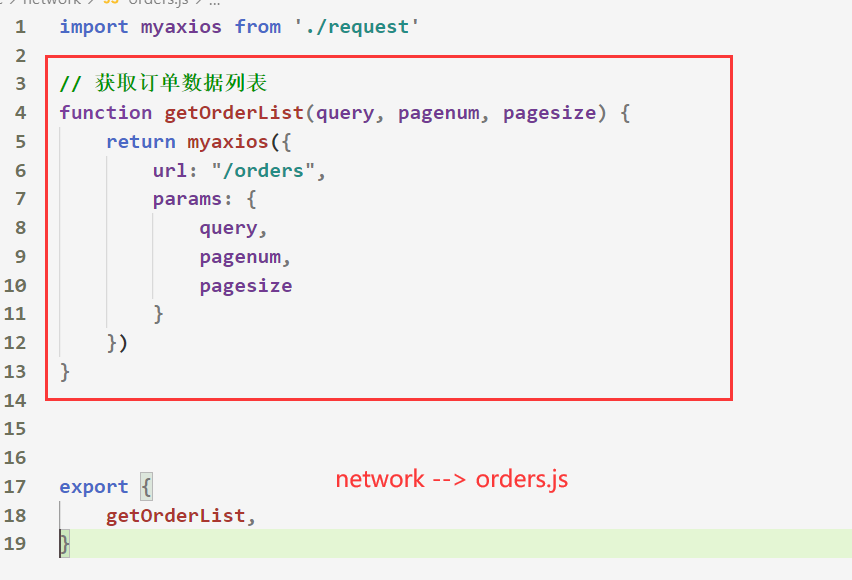 network > JS orders.js > ...
1 import myaxios from './request'
2
3 // 获取订单数据列表
4 function getOrderList(query, pagenum, pagesize) {
5 return myaxios({
6 url: "/orders",
7 params: {
8 query,
9 pagenum,
10 pagesize
11 }
12 })
13 }
14
15
16
17 export {
network --> orders.js
18 getOrderList,
19 }